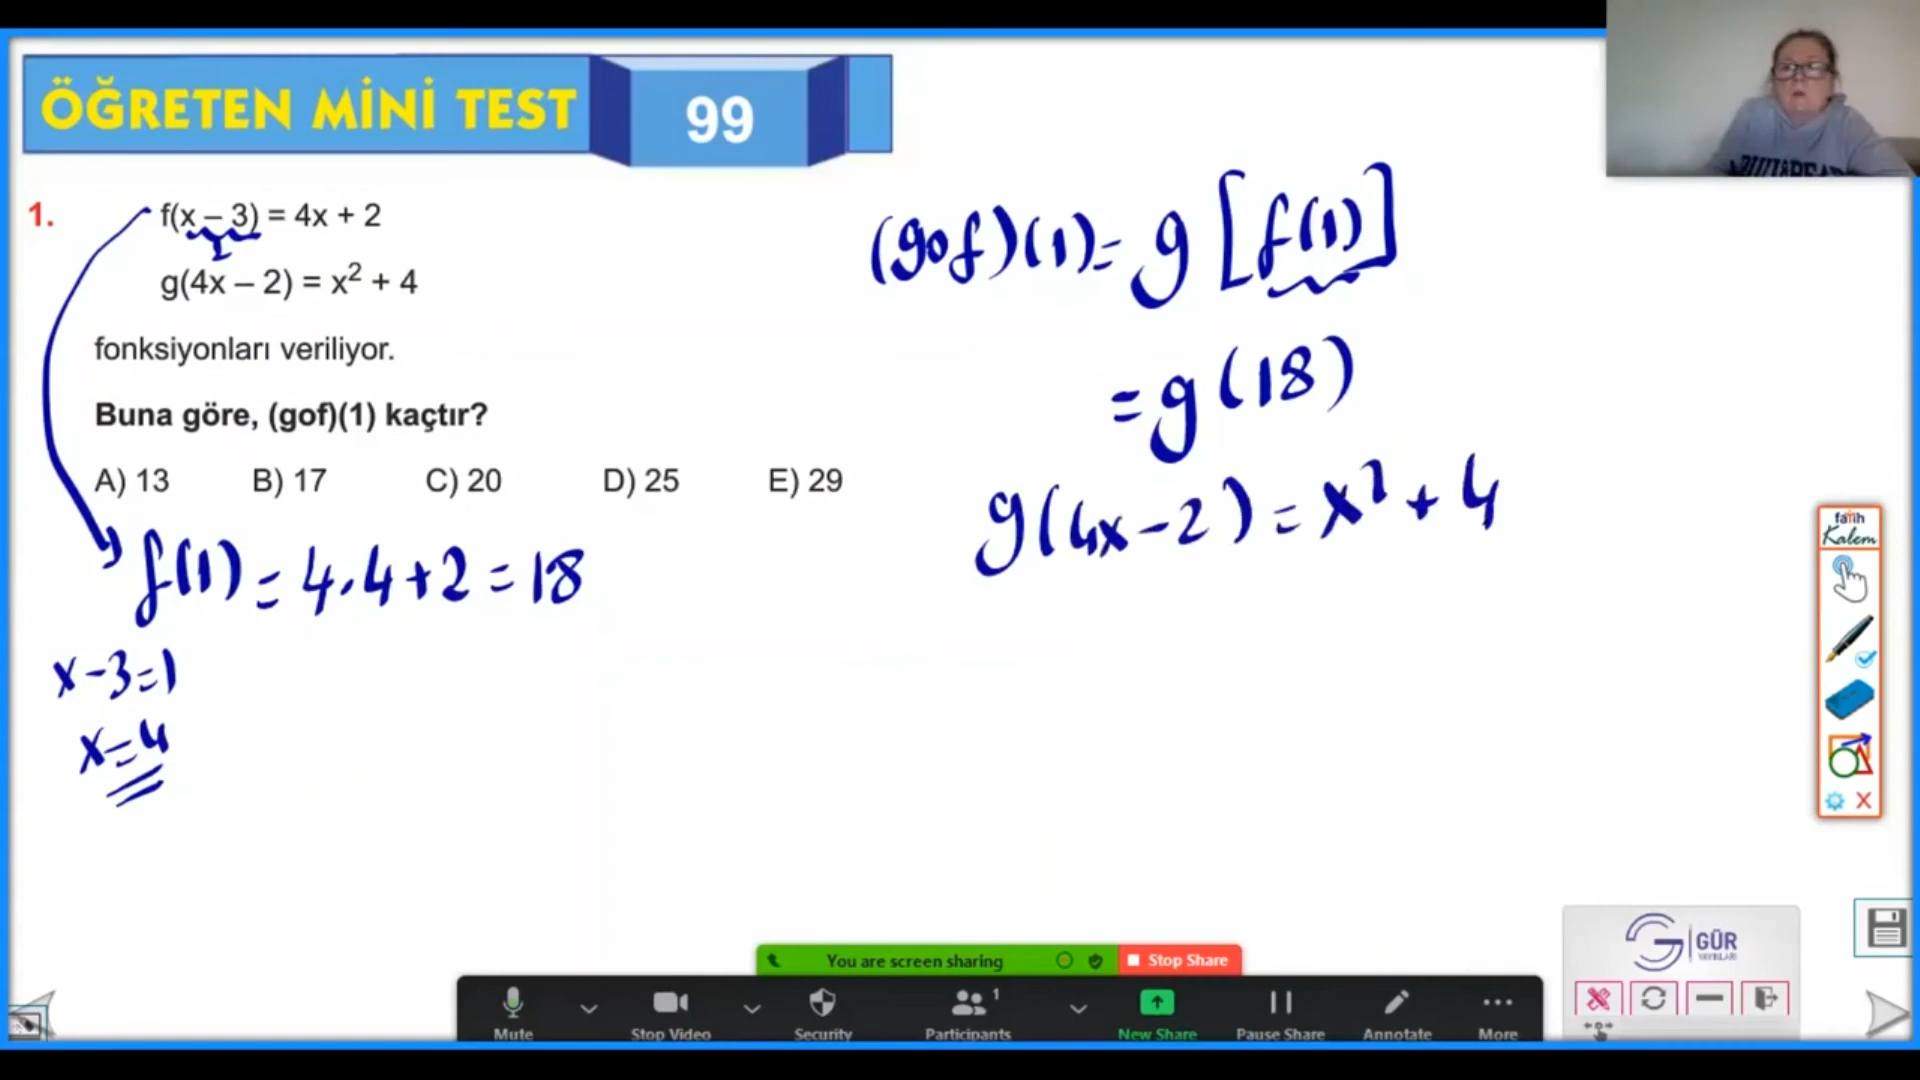 ÖĞRETEN MİNİ TEST 99
1. f(x – 3) = 4x + 2
g(4x – 2) = x² + 4
fonksiyonları veriliyor.
Buna göre, (gof)(1) kaçtır?
A) 13 B) 17 C) 20 D) 25 E) 29
f(1) = 4.4+2 = 18
x-3=1
x=4
(gof)(1) = g[f(1)]
= g(18)
g(4x-2) = x² + 4
fatih
Kalem
GÜR
YAYINLARI
You are screen sharing
Stop Share
Mute
Stop Video
Security
Participants 1
New Share
Pause Share
Annotate
More